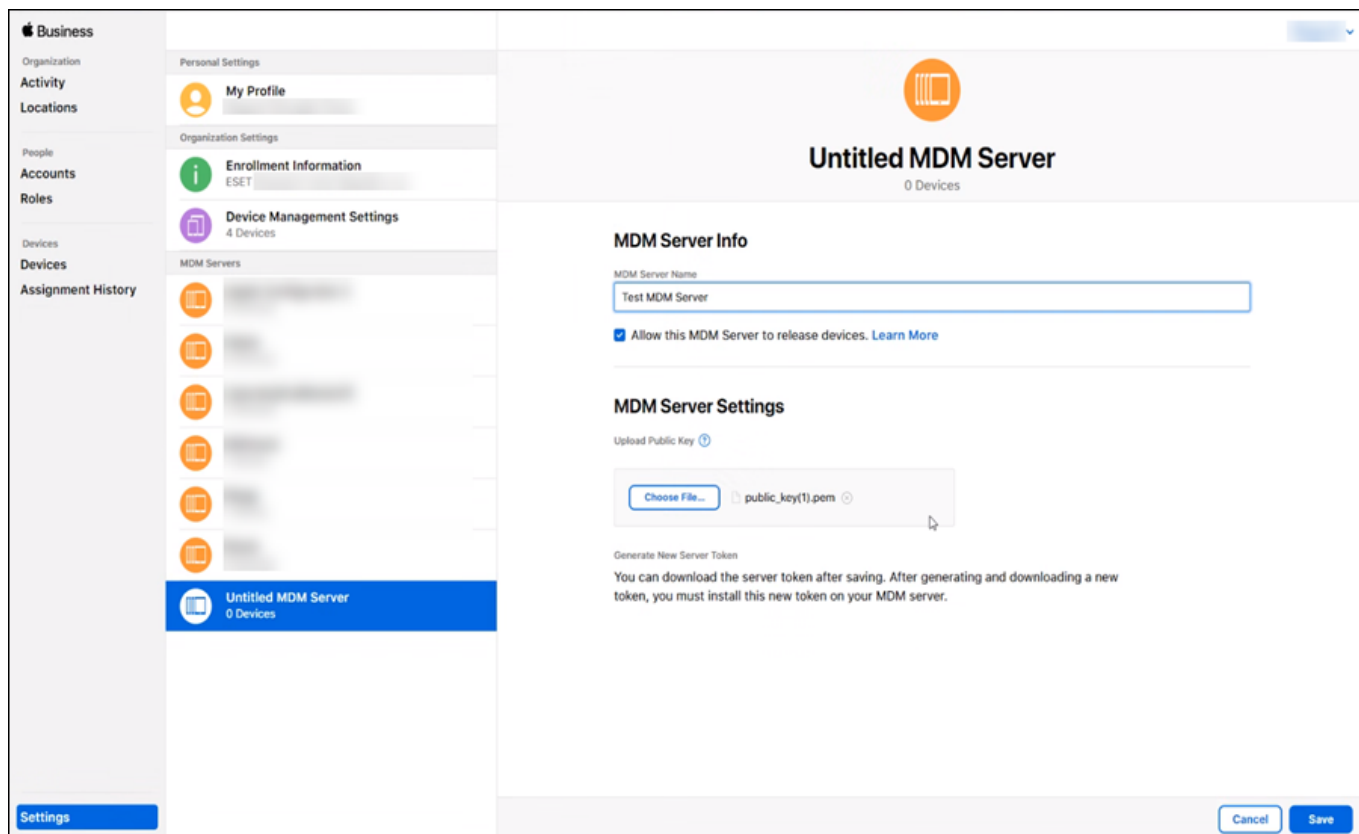 Business
Organization
Activity
Locations
People
Accounts
Roles
Devices
Devices
Assignment History
Settings
Personal Settings
My Profile
Organization Settings
Enrollment Information
ESET
Device Management Settings
4 Devices
MDM Servers
Untitled MDM Server
0 Devices
Untitled MDM Server
0 Devices
MDM Server Info
MDM Server Name
Test MDM Server
Allow this MDM Server to release devices. Learn More
MDM Server Settings
Upload Public Key ?
Choose File... public_key(1).pem
Generate New Server Token
You can download the server token after saving. After generating and downloading a new
token, you must install this new token on your MDM server.
Cancel Save